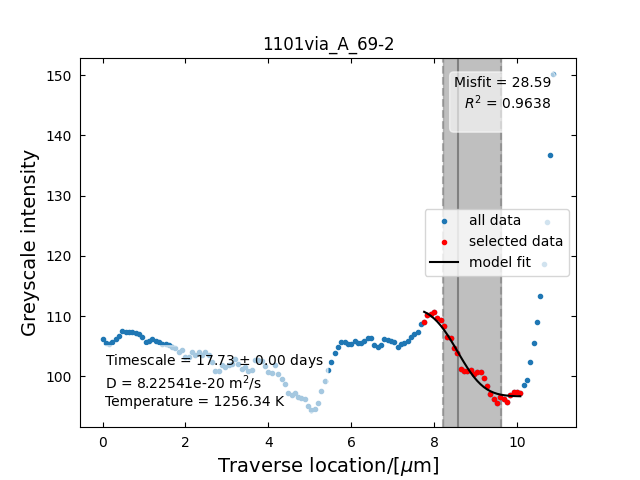 1101via_A_69-2
Misfit = 28.59
R² = 0.9638
all data
selected data
model fit
Timescale = 17.73 ± 0.00 days
D = 8.22541e-20 m²/s
Temperature = 1256.34 K
Greyscale intensity
150
140
130
120
110
100
0 2 4 6 8 10
Traverse location/[μm]